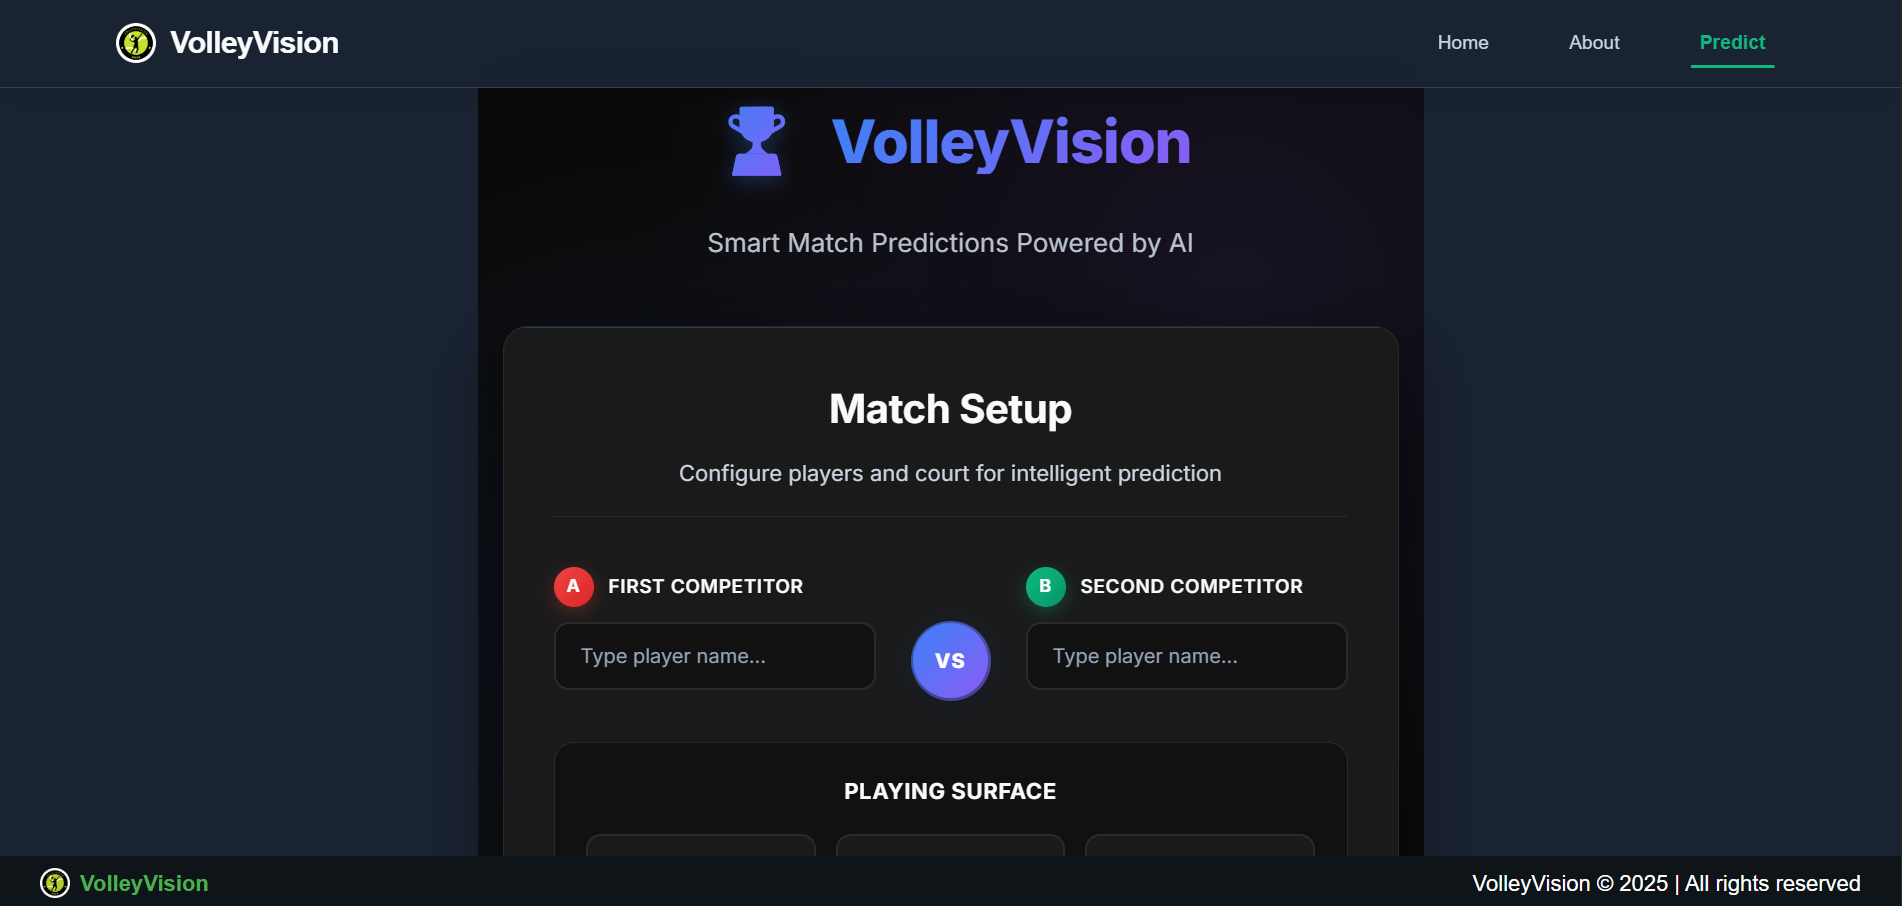 VolleyVision
Home
About
Predict
VolleyVision
Smart Match Predictions Powered by AI
Match Setup
Configure players and court for intelligent prediction
A FIRST COMPETITOR
Type player name...
VS
B SECOND COMPETITOR
Type player name...
PLAYING SURFACE
VolleyVision
VolleyVision © 2025 | All rights reserved